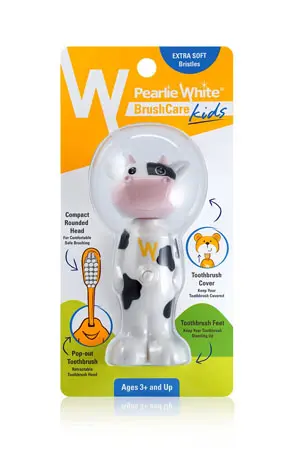 EXTRA SOFT
Bristles
W
Pearlie White®
BrushCare
Kids
Compact
Rounded
Head
For Comfortable
Safe Brushing
W
Toothbrush
Cover
Keep Your
Toothbrush Covered
Toothbrush Feet
Keep Your Toothbrush
Standing Up
Pop-out
Toothbrush
Retractable
Toothbrush Head
Ages 3+ and Up